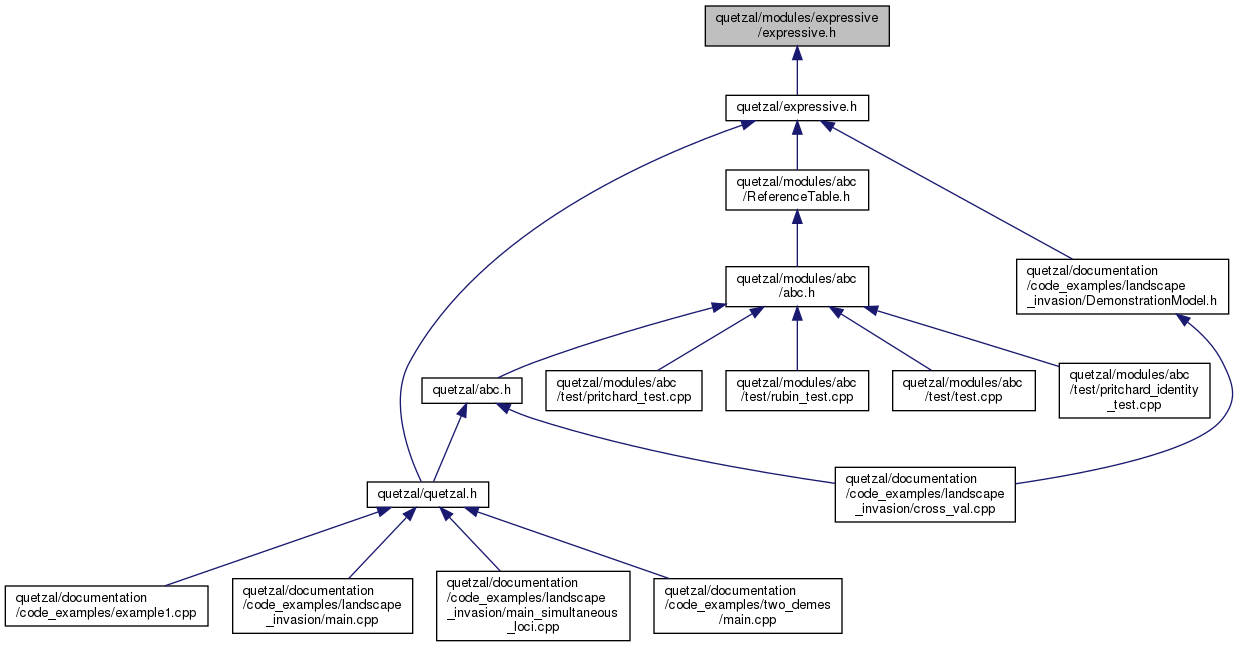 quetzal/modules/expressive
/expressive.h
quetzal/expressive.h
quetzal/modules/abc
/ReferenceTable.h
quetzal/modules/abc
/abc.h
quetzal/documentation
/code_examples/landscape
_invasion/DemonstrationModel.h
quetzal/abc.h
quetzal/modules/abc
/test/pritchard_test.cpp
quetzal/modules/abc
/test/rubin_test.cpp
quetzal/modules/abc
/test/test.cpp
quetzal/modules/abc
/test/pritchard_identity
_test.cpp
quetzal/quetzal.h
quetzal/documentation
/code_examples/landscape
_invasion/cross_val.cpp
quetzal/documentation
/code_examples/example1.cpp
quetzal/documentation
/code_examples/landscape
_invasion/main.cpp
quetzal/documentation
/code_examples/landscape
_invasion/main_simultaneous
_loci.cpp
quetzal/documentation
/code_examples/two_demes
/main.cpp